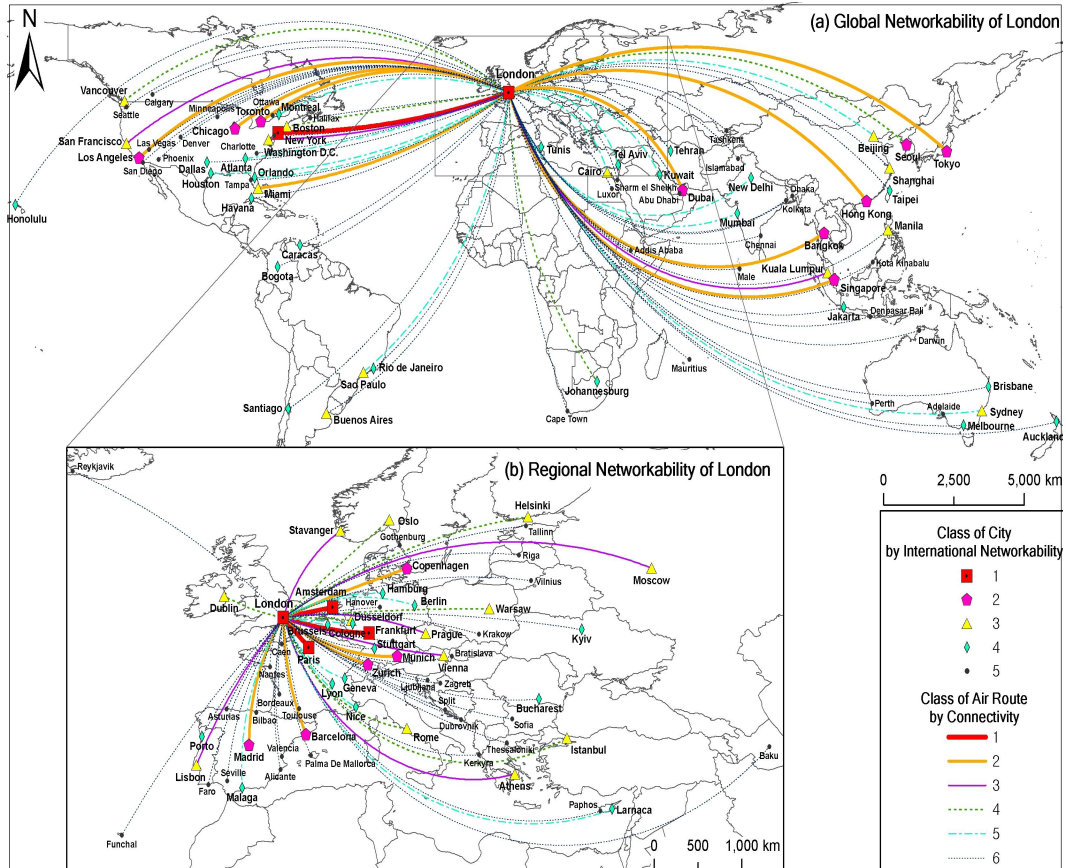 N
(a) Global Networkability of London
London
Vancouver
Seattle
Calgary
Minneapolis
Ottawa
Toronto
Montreal
Halifax
Chicago
Boston
New York
Charlotte
Washington D.C.
San Francisco
Las Vegas
Denver
Los Angeles
Phoenix
San Diego
Dallas
Atlanta
Orlando
Houston
Tampa
Miami
Havana
Honolulu
Caracas
Bogota
Rio de Janeiro
Sao Paulo
Santiago
Buenos Aires
Tunis
Tel Aviv
Tehran
Cairo
Kuwait
Sharm el Sheikh
Luxor
Abu Dhabi
Dubai
Tashkent
Islamabad
New Delhi
Dhaka
Kolkata
Mumbai
Chennai
Addis Ababa
Male
Mauritius
Johannesburg
Cape Town
Beijing
Seoul
Tokyo
Shanghai
Taipei
Hong Kong
Manila
Bangkok
Kuala Lumpur
Kota Kinabalu
Singapore
Jakarta
Denpasar Bali
Darwin
Brisbane
Perth
Adelaide
Sydney
Melbourne
Auckland
0 2,500 5,000 km
(b) Regional Networkability of London
Reykjavik
Helsinki
Stavanger
Oslo
Gothenburg
Tallinn
Riga
Copenhagen
Moscow
Vilnius
Amsterdam
Hamburg
Hanover
Berlin
Dublin
London
Warsaw
Düsseldorf
Brussels
Cologne
Frankfurt
Prague
Krakow
Kyiv
Caen
Paris
Stuttgart
Munich
Bratislava
Vienna
Nantes
Zurich
Geneva
Ljubljana
Zagreb
Lyon
Split
Bucharest
Bordeaux
Nice
Asturias
Bilbao
Toulouse
Dubrovnik
Sofia
Porto
Barcelona
Rome
Istanbul
Madrid
Valencia
Thessaloniki
Baku
Lisbon
Palma De Mallorca
Kerkyra
Seville
Alicante
Athens
Faro
Malaga
Paphos
Larnaca
Funchal
0 500 1,000 km
Class of City
by International Networkability
1
2
3
4
5
Class of Air Route
by Connectivity
1
2
3
4
5
6